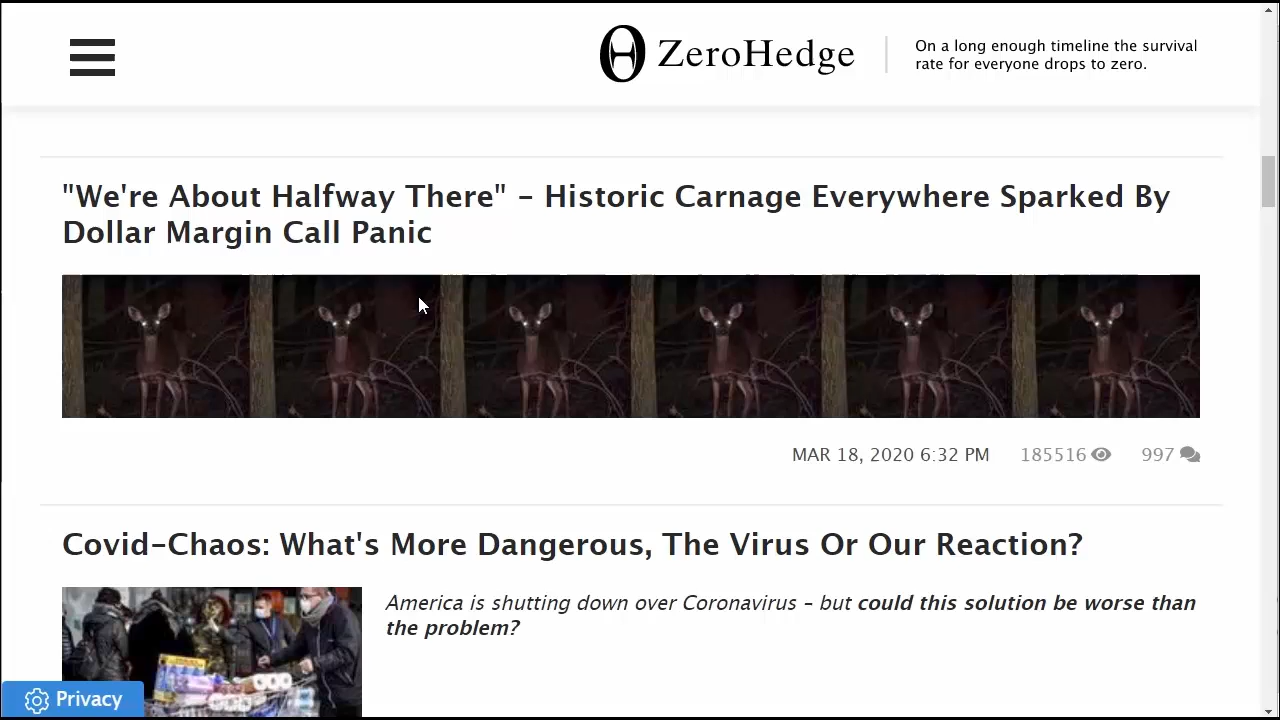 ZeroHedge
On a long enough timeline the survival
rate for everyone drops to zero.
"We're About Halfway There" – Historic Carnage Everywhere Sparked By
Dollar Margin Call Panic
MAR 18, 2020 6:32 PM 185516 997
Covid–Chaos: What's More Dangerous, The Virus Or Our Reaction?
America is shutting down over Coronavirus – but could this solution be worse than
the problem?
Privacy